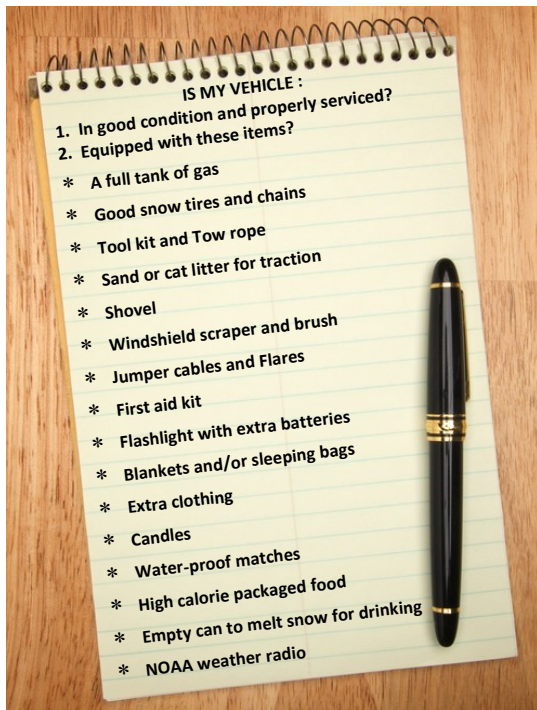 IS MY VEHICLE :
1. In good condition and properly serviced?
2. Equipped with these items?
* A full tank of gas
* Good snow tires and chains
* Tool kit and Tow rope
* Sand or cat litter for traction
* Shovel
* Windshield scraper and brush
* Jumper cables and Flares
* First aid kit
* Flashlight with extra batteries
* Blankets and/or sleeping bags
* Extra clothing
* Candles
* Water-proof matches
* High calorie packaged food
* Empty can to melt snow for drinking
* NOAA weather radio